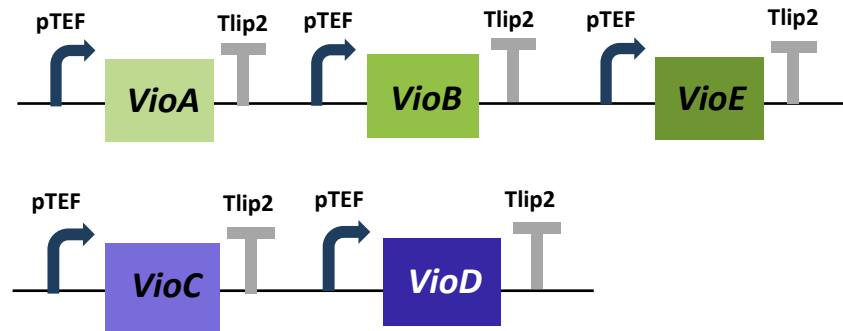 pTEF Tlip2 pTEF Tlip2 pTEF Tlip2
VioA VioB VioE
pTEF Tlip2 pTEF Tlip2
VioC VioD